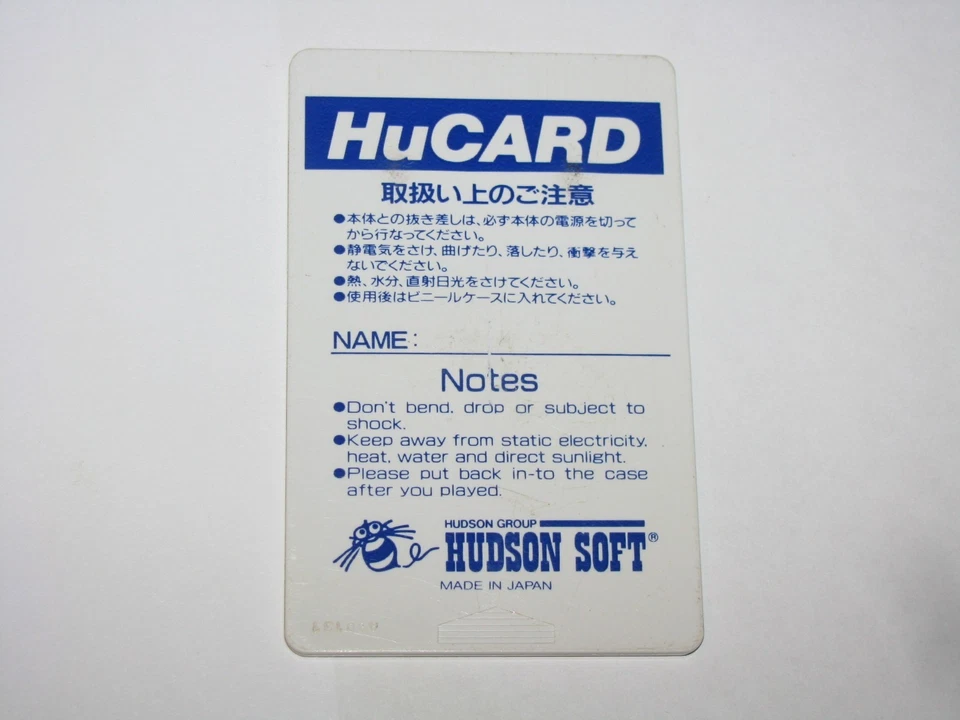 HuCARD
取扱い上のご注意
●本体との抜き差しは、必ず本体の電源を切って
から行なってください。
●静電気をさけ、曲げたり、落したり、衝撃を与え
ないでください。
●熱、水分、直射日光をさけてください。
●使用後はビニールケースに入れてください。
NAME:
Notes
●Don't bend, drop or subject to
shock.
●Keep away from static electricity,
heat, water and direct sunlight.
●Please put back in-to the case
after you played.
HUDSON GROUP
HUDSON SOFT®
MADE IN JAPAN